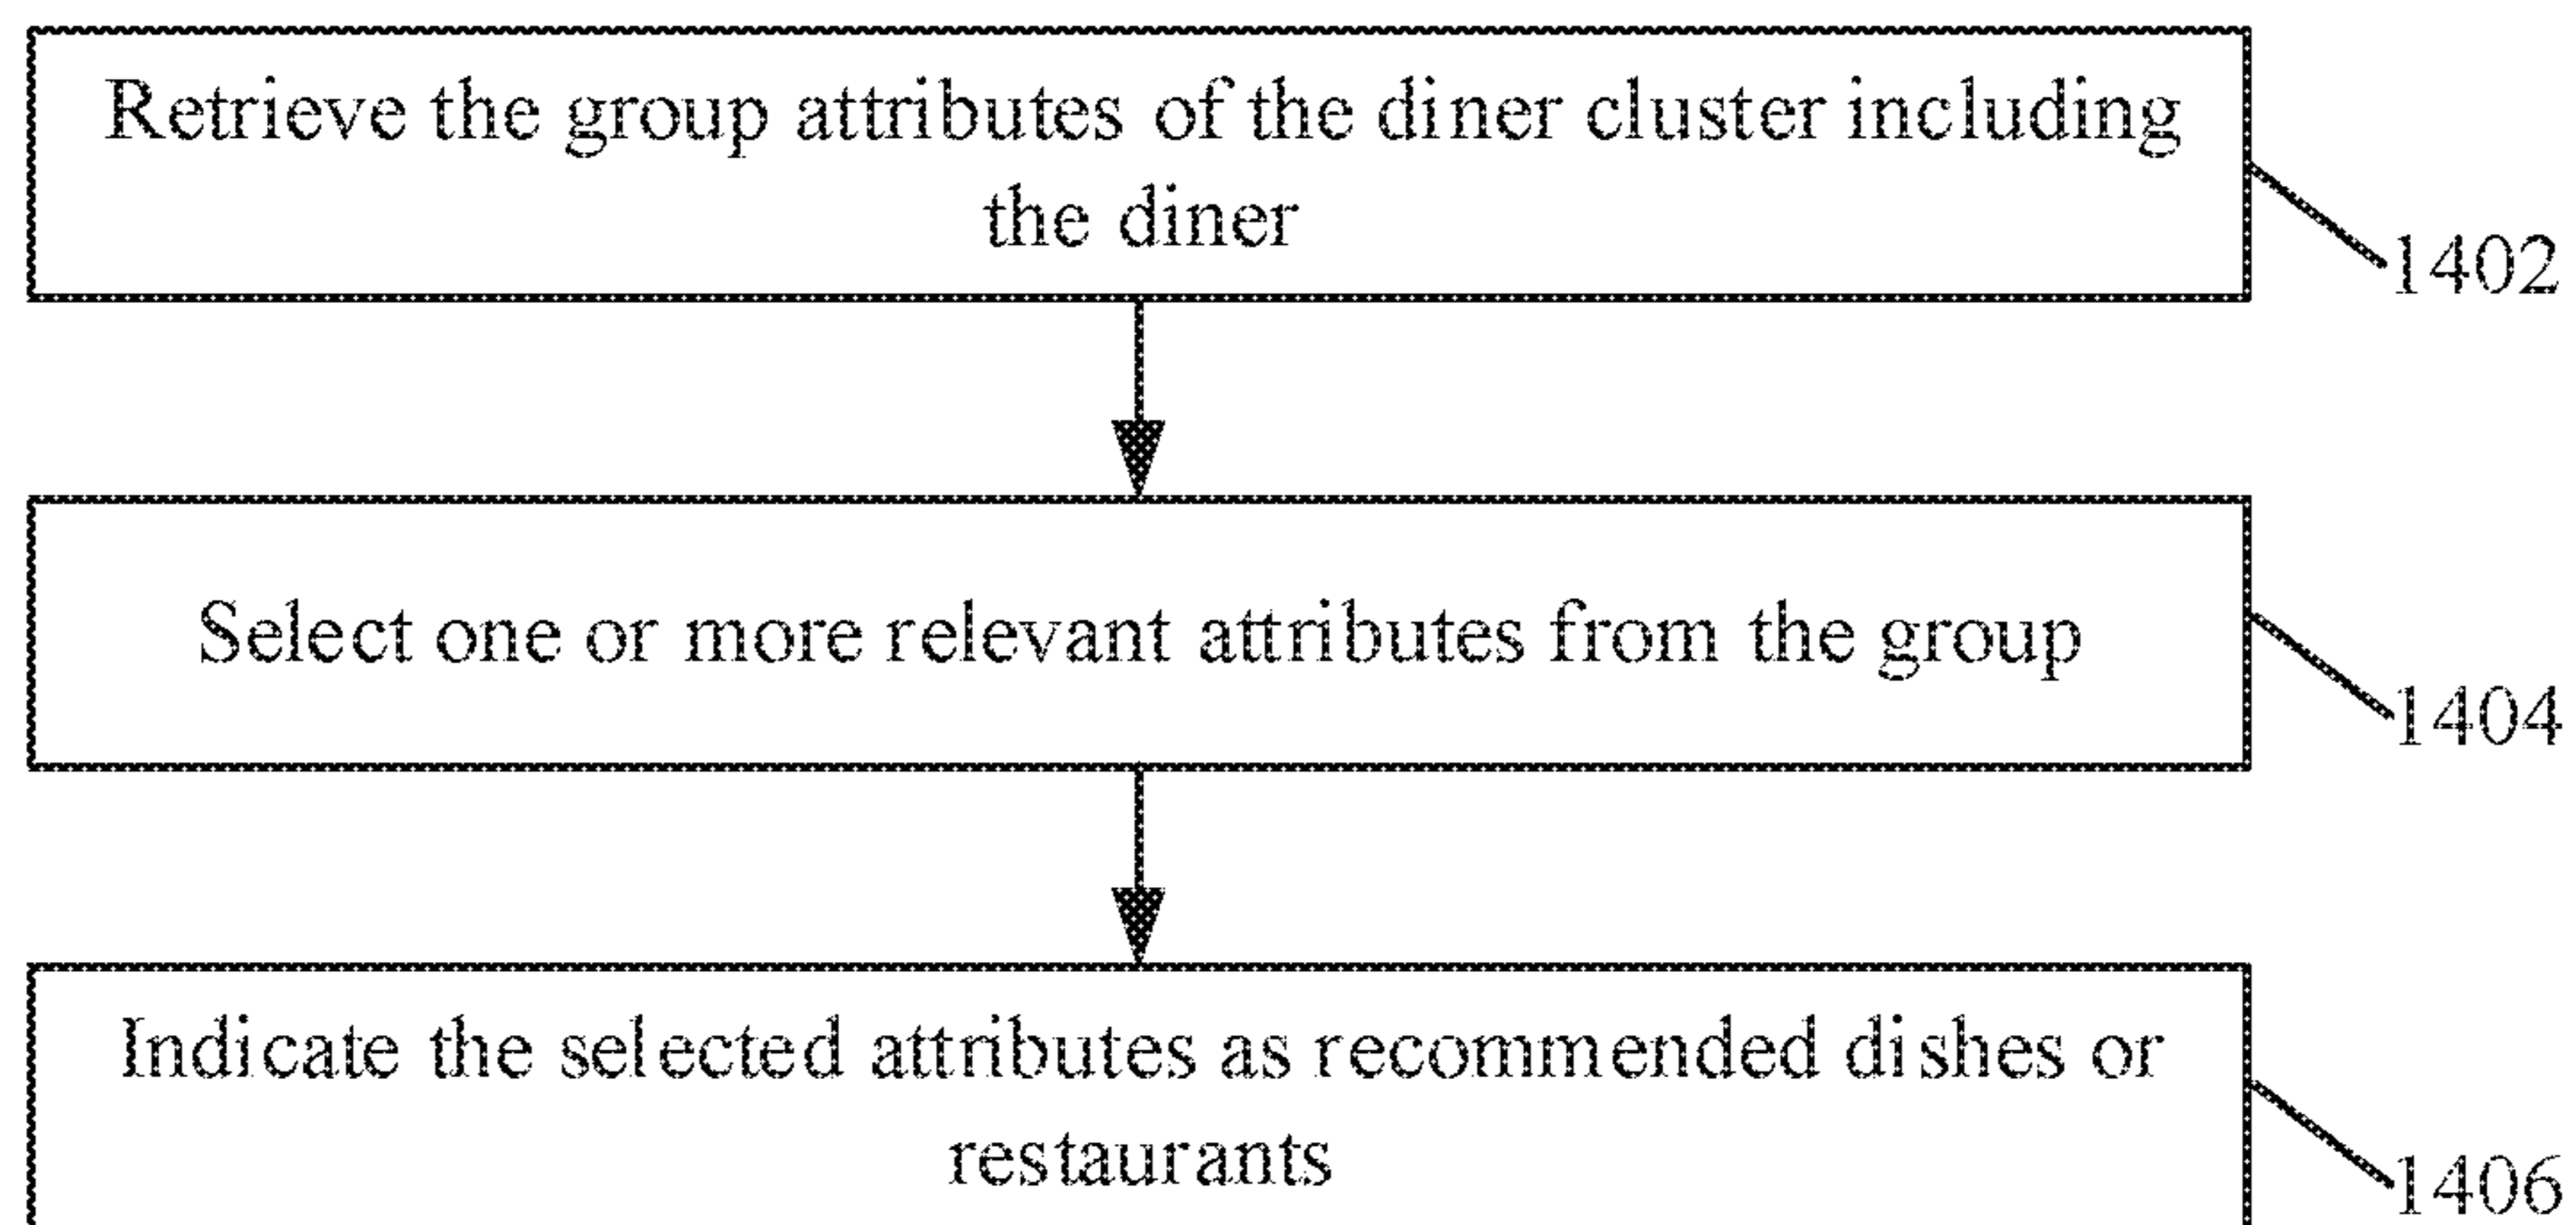 Retrieve the group attributes of the diner cluster including
the diner
1402
Select one or more relevant attributes from the group
1404
Indicate the selected attributes as recommended dishes or
restaurants
1406